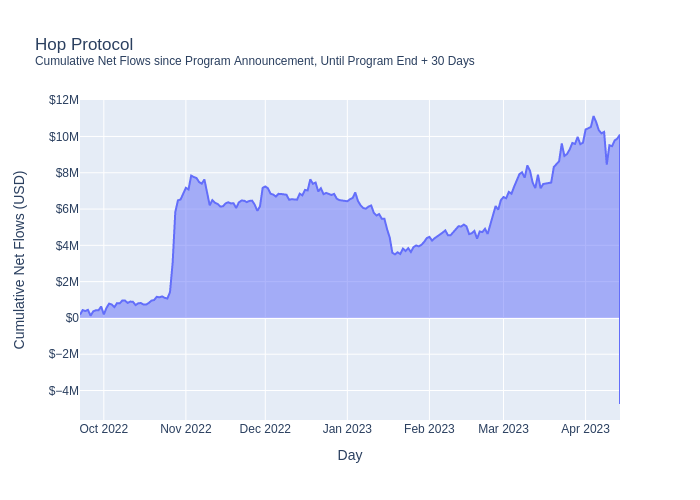 Hop Protocol
Cumulative Net Flows since Program Announcement, Until Program End + 30 Days
$12M
$10M
$8M
$6M
$4M
$2M
$0
$−2M
$−4M
Cumulative Net Flows (USD)
Oct 2022 Nov 2022 Dec 2022 Jan 2023 Feb 2023 Mar 2023 Apr 2023
Day